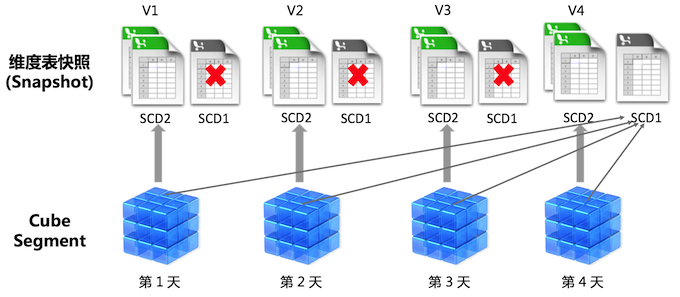 V1 V2 V3 V4
维度表快照
(Snapshot)
SCD2 SCD1 SCD2 SCD1 SCD2 SCD1 SCD2 SCD1
Cube
Segment
第 1 天 第 2 天 第 3 天 第 4 天